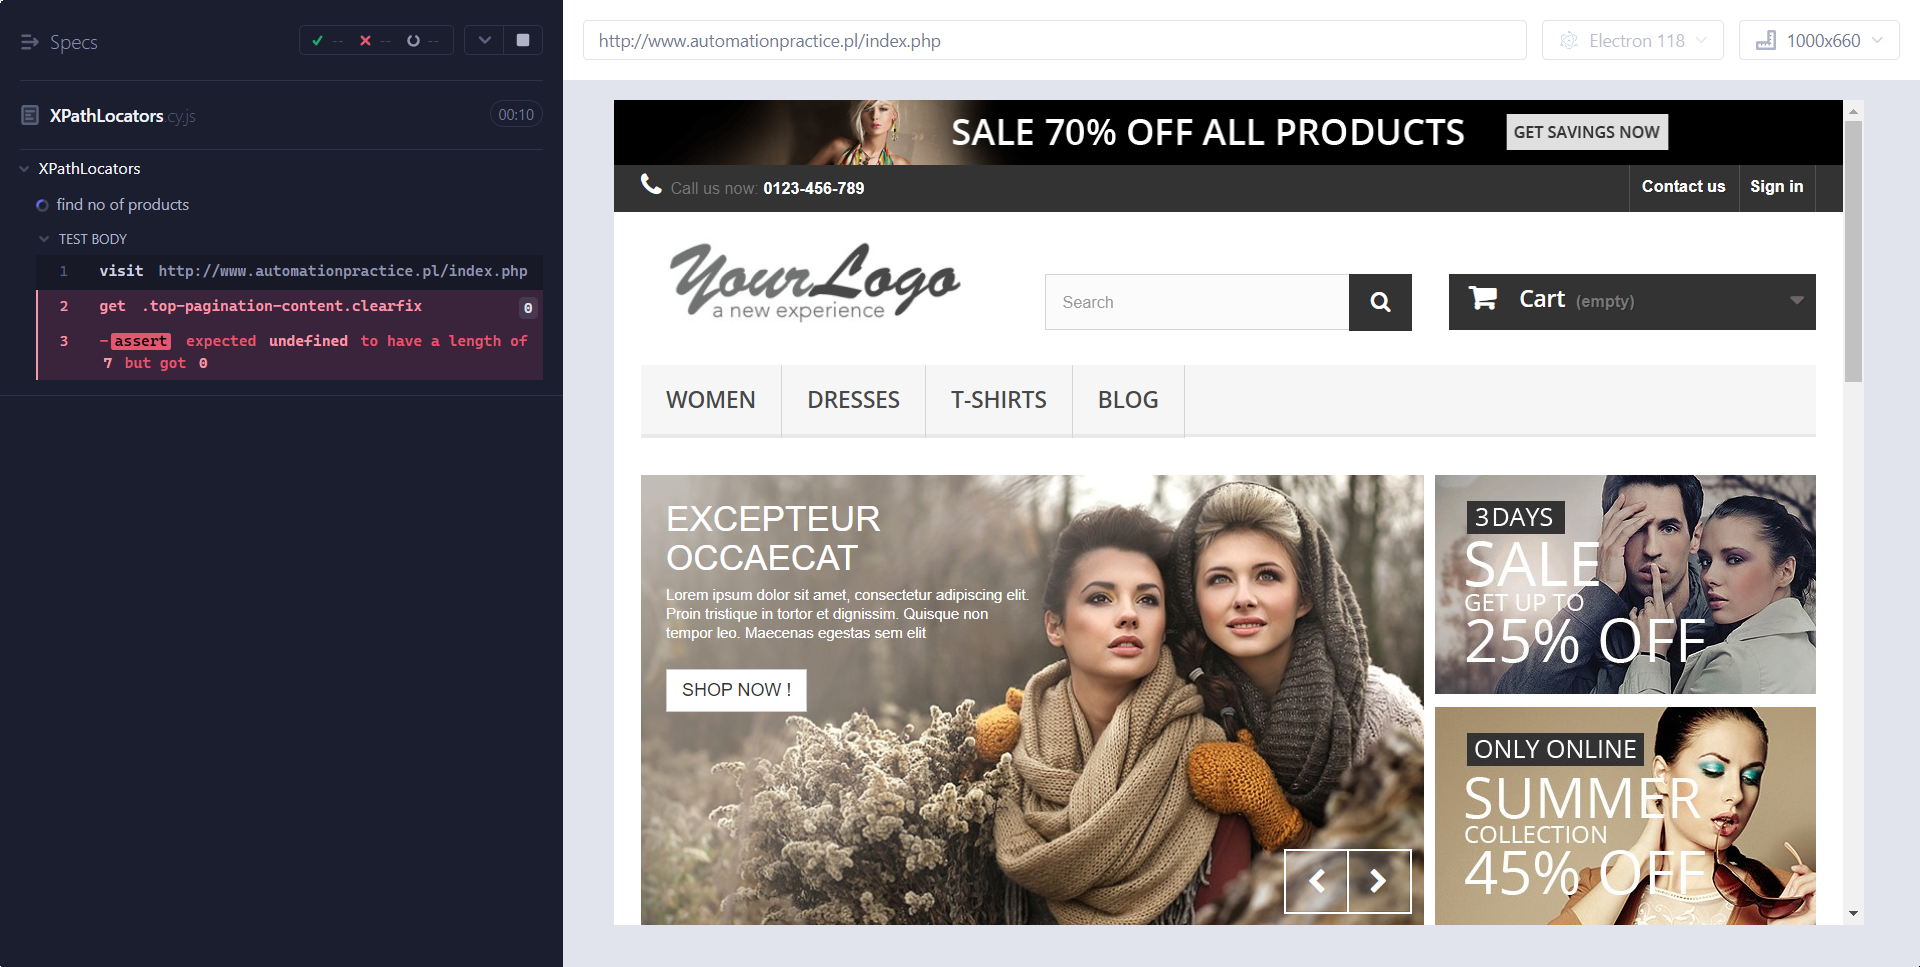 Specs
--
--
--
XPathLocators cy.js
00:10
XPathLocators
find no of products
TEST BODY
1 visit http://www.automationpractice.pl/index.php
2 get .top-pagination-content.clearfix 0
3 -assert expected undefined to have a length of
7 but got 0
http://www.automationpractice.pl/index.php
Electron 118
1000x660
SALE 70% OFF ALL PRODUCTS
GET SAVINGS NOW
Call us now: 0123-456-789
Contact us
Sign in
YourLogo
a new experience
Search
Cart (empty)
WOMEN
DRESSES
T-SHIRTS
BLOG
EXCEPTEUR
OCCAECAT
Lorem ipsum dolor sit amet, consectetur adipiscing elit.
Proin tristique in tortor et dignissim. Quisque non
tempor leo. Maecenas egestas sem elit
SHOP NOW !
3 DAYS
SALE
GET UP TO
25% OFF
ONLY ONLINE
SUMMER
COLLECTION
45% OFF